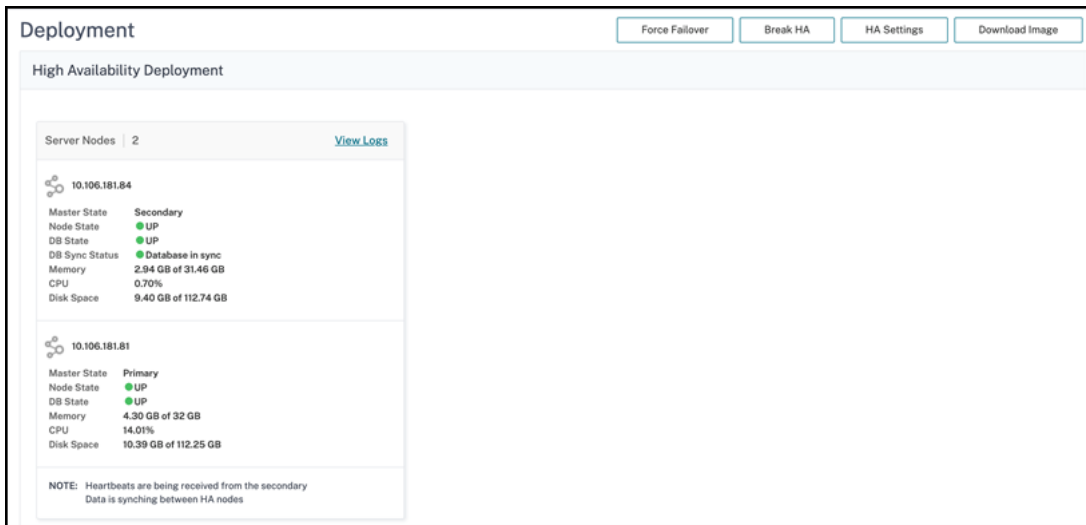 Deployment
Force Failover
Break HA
HA Settings
Download Image
High Availability Deployment
Server Nodes | 2
View Logs
10.106.181.84
Master State Secondary
Node State UP
DB State UP
DB Sync Status Database in sync
Memory 2.94 GB of 31.46 GB
CPU 0.70%
Disk Space 9.40 GB of 112.74 GB
10.106.181.81
Master State Primary
Node State UP
DB State UP
Memory 4.30 GB of 32 GB
CPU 14.01%
Disk Space 10.39 GB of 112.25 GB
NOTE: Heartbeats are being received from the secondary
Data is synching between HA nodes